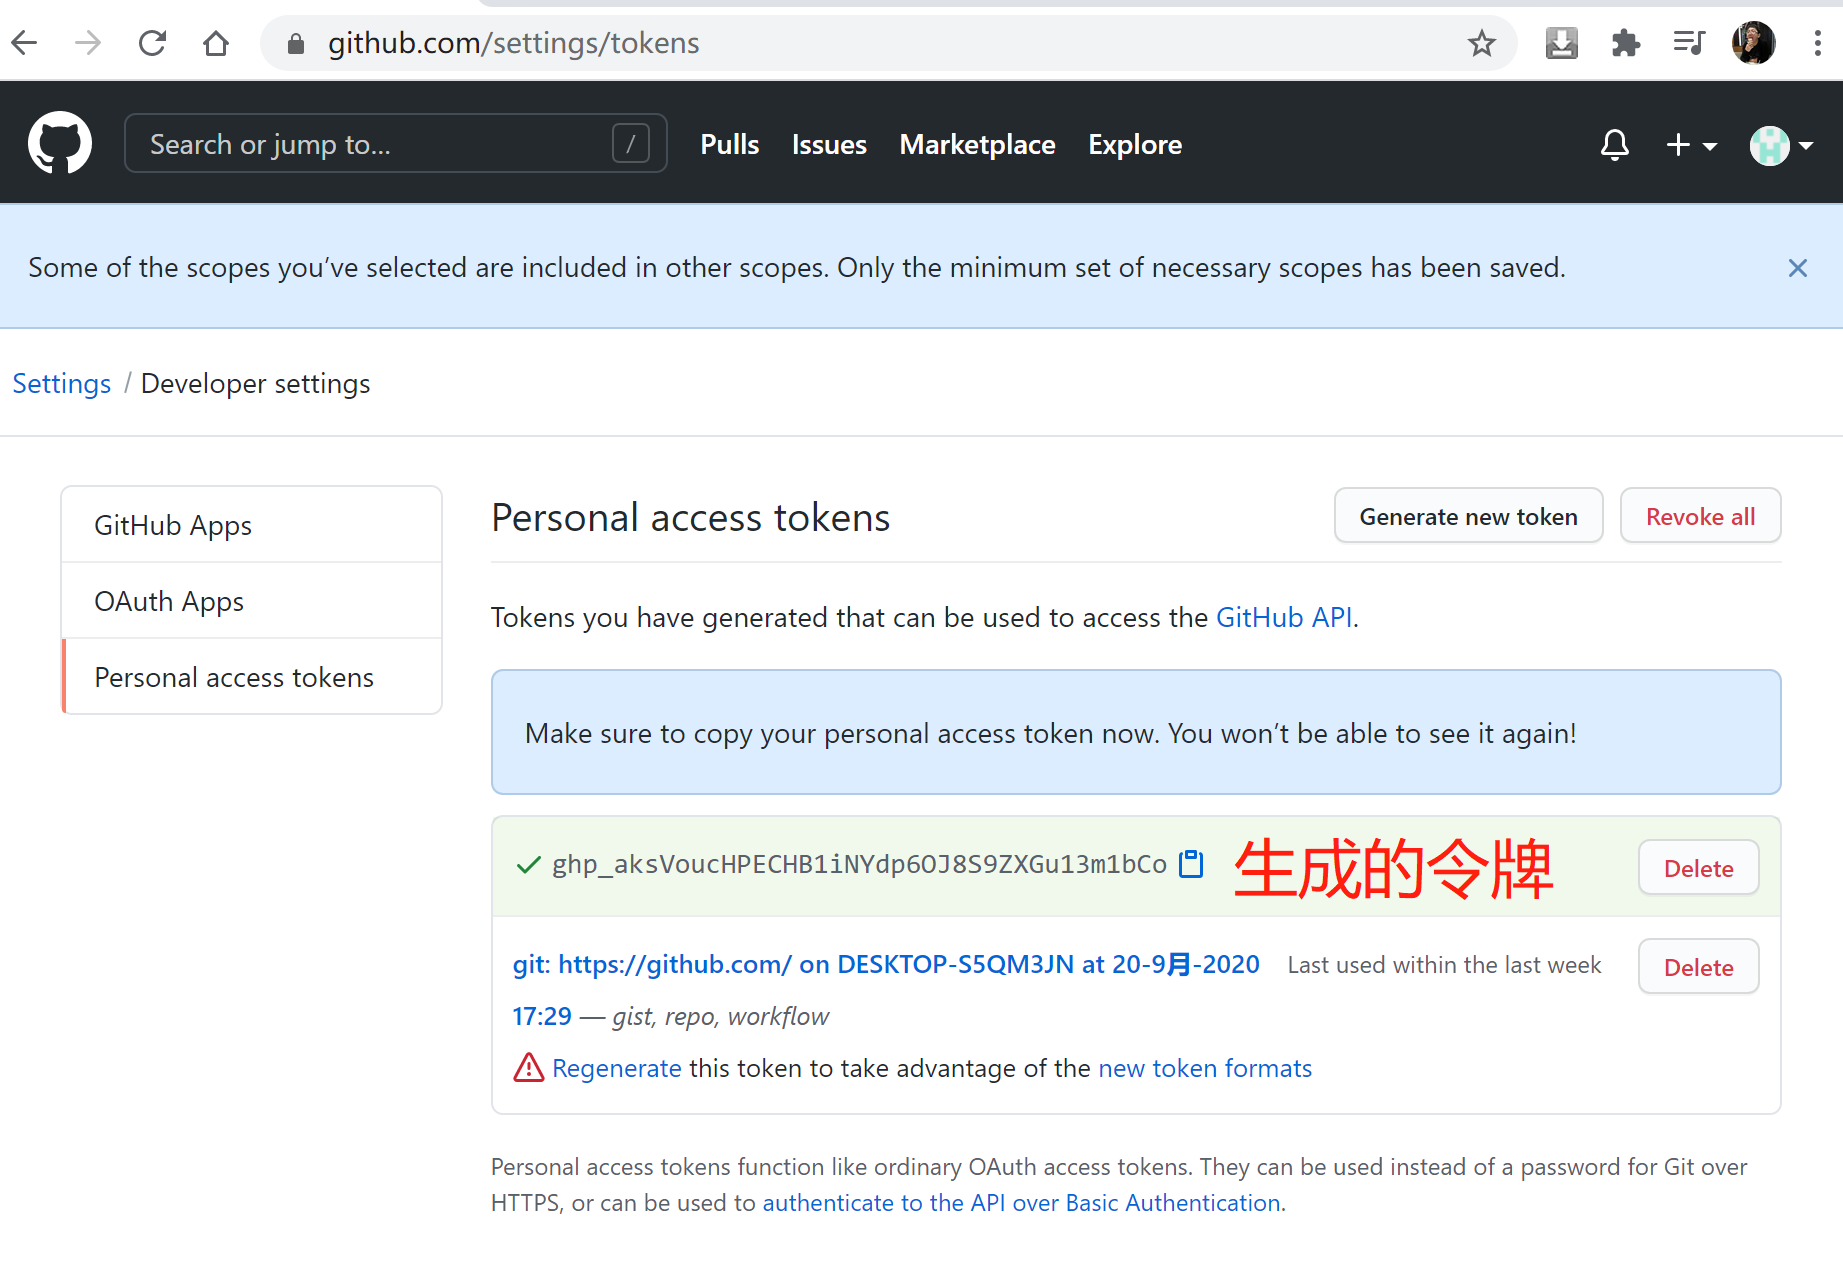 github.com/settings/tokens
Search or jump to... /
Pulls Issues Marketplace Explore
Some of the scopes you’ve selected are included in other scopes. Only the minimum set of necessary scopes has been saved.
Settings / Developer settings
GitHub Apps
OAuth Apps
Personal access tokens
Personal access tokens
Generate new token
Revoke all
Tokens you have generated that can be used to access the GitHub API.
Make sure to copy your personal access token now. You won’t be able to see it again!
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 生成的令牌 Delete
git: https://github.com/ on DESKTOP-S5QM3JN at 20-9月-2020 Last used within the last week Delete
17:29 — gist, repo, workflow
Regenerate this token to take advantage of the new token formats
Personal access tokens function like ordinary OAuth access tokens. They can be used instead of a password for Git over
HTTPS, or can be used to authenticate to the API over Basic Authentication.